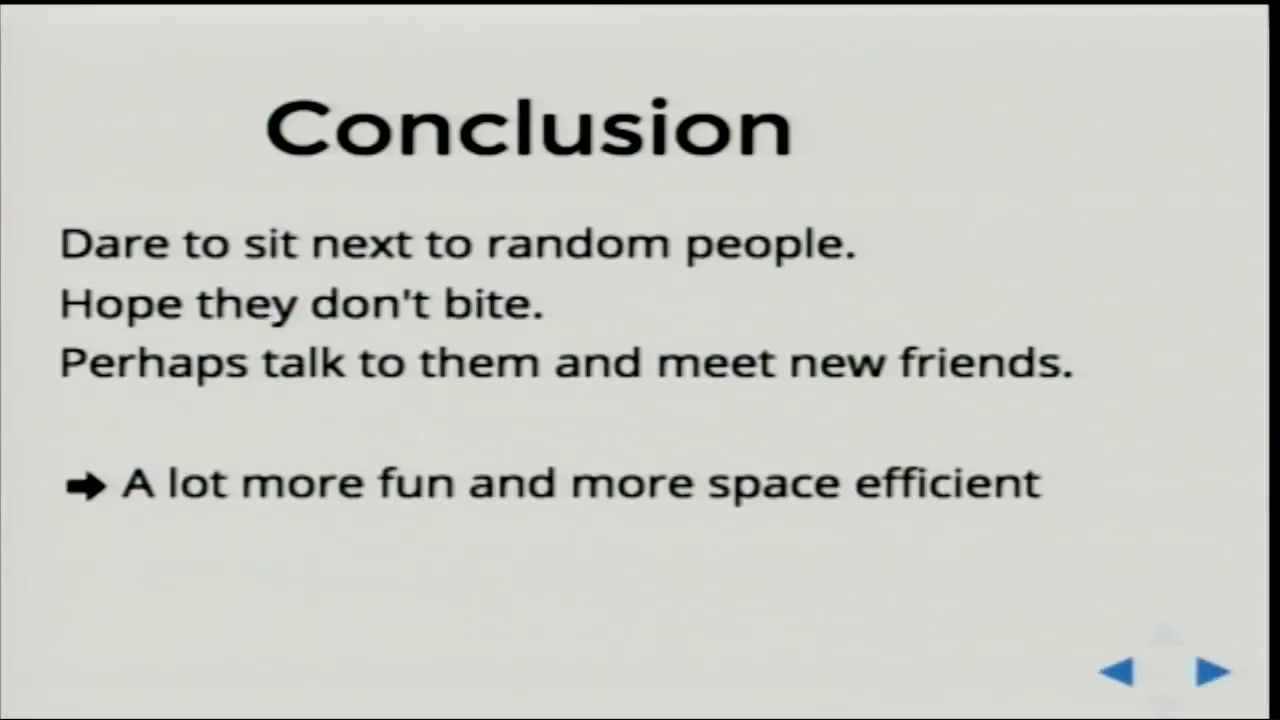 Conclusion
Dare to sit next to random people.
Hope they don't bite.
Perhaps talk to them and meet new friends.
➡ A lot more fun and more space efficient